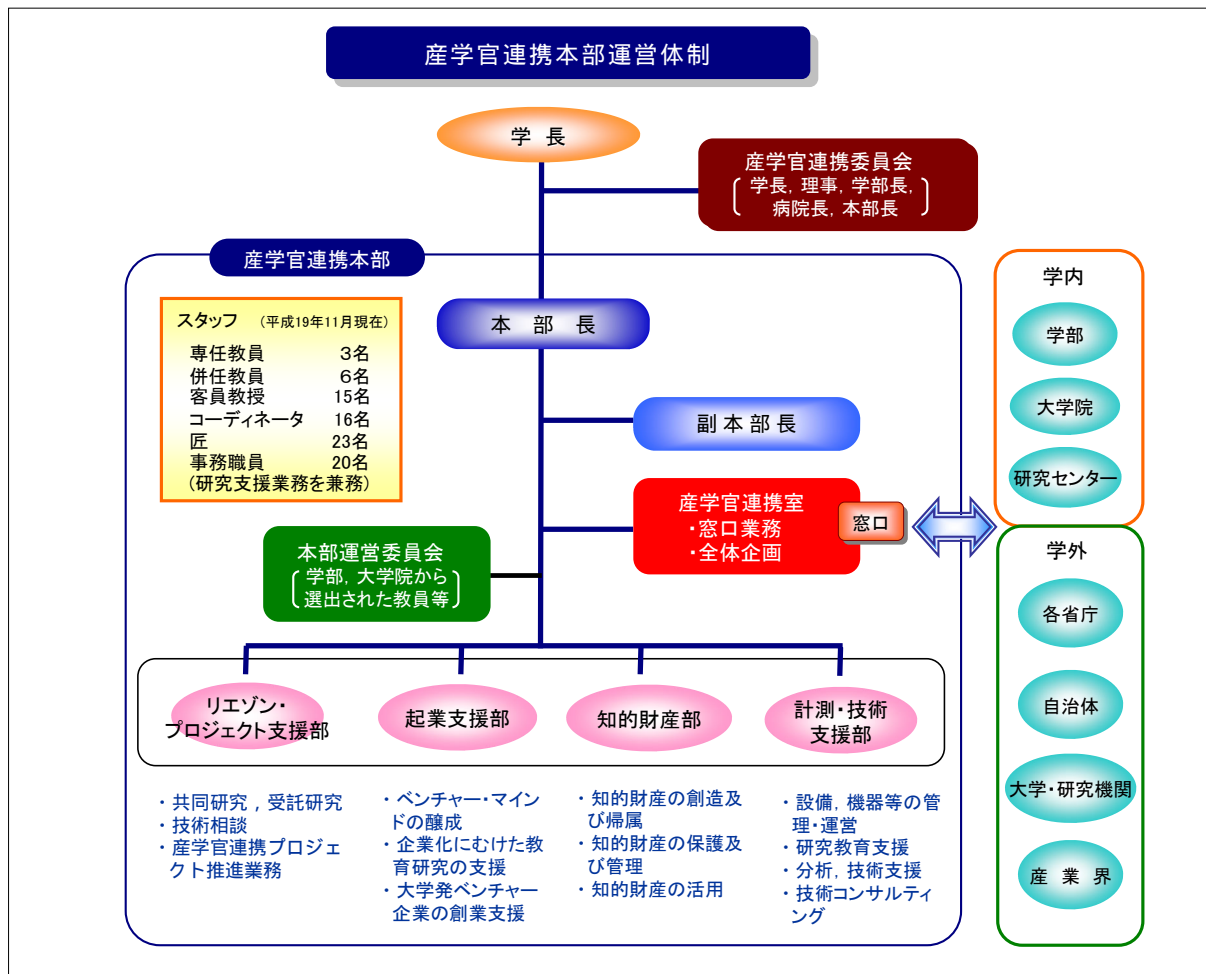 産学官連携本部運営体制
学 長
産学官連携委員会
学長, 理事, 学部長,
病院長, 本部長
産学官連携本部
スタッフ （平成19年11月現在）
専任教員 3名
併任教員 6名
客員教授 15名
コーディネータ 16名
匠 23名
事務職員 20名
(研究支援業務を兼務)
本 部 長
副 本 部 長
産学官連携室
・窓口業務
・全体企画
窓口
本部運営委員会
学部, 大学院から
選出された教員等
学内
学部
大学院
研究センター
学外
各省庁
自治体
大学・研究機関
産 業 界
リエゾン・
プロジェクト支援部
起業支援部
知的財産部
計測・技術
支援部
・共同研究 , 受託研究
・技術相談
・産学官連携プロジェ
クト推進業務
・ベンチャー・マイン
ドの醸成
・企業化にむけた教
育研究の支援
・大学発ベンチャー
企業の創業支援
・知的財産の創造及
び帰属
・知的財産の保護及
び管理
・知的財産の活用
・設備, 機器等の管
理・運営
・研究教育支援
・分析, 技術支援
・技術コンサルティ
ング